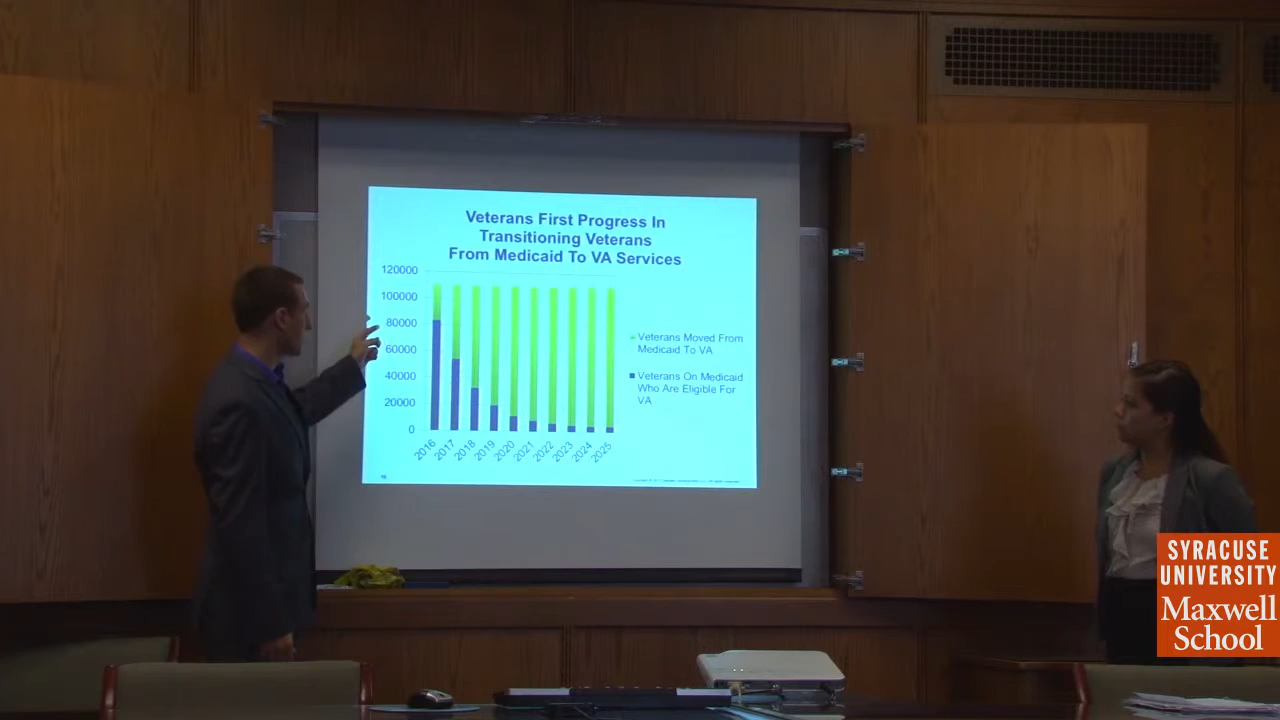 Veterans First Progress In
Transitioning Veterans
From Medicaid To VA Services
120000
100000
80000
60000
40000
20000
0
2016
2017
2018
2019
2020
2021
2022
2023
2024
2025
Veterans Moved From
Medicaid To VA
Veterans On Medicaid
Who Are Eligible For
VA
SYRACUSE
UNIVERSITY
Maxwell
School